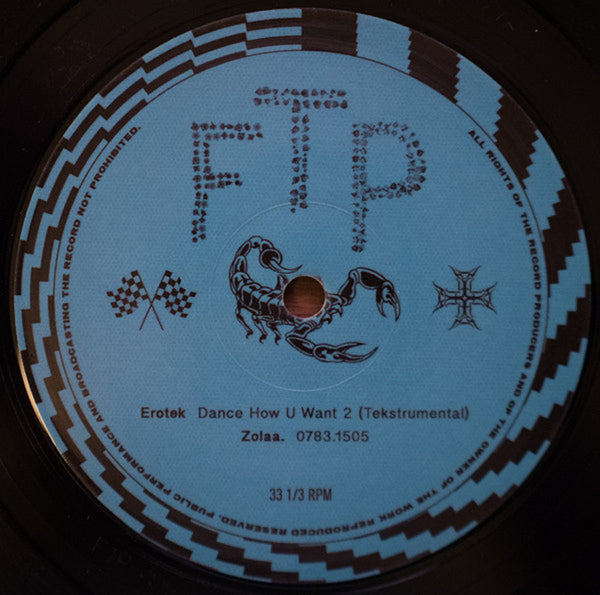 FTP
Erotek Dance How U Want 2 (Tekstrumental)
Zolaa. 0783.1505
33 1/3 RPM
ALL RIGHTS OF THE RECORD PRODUCERS AND OF THE OWNER OF THE WORK REPRODUCED RESERVED. PUBLIC PERFORMANCE AND BROADCASTING THE RECORD NOT PROHIBITED.